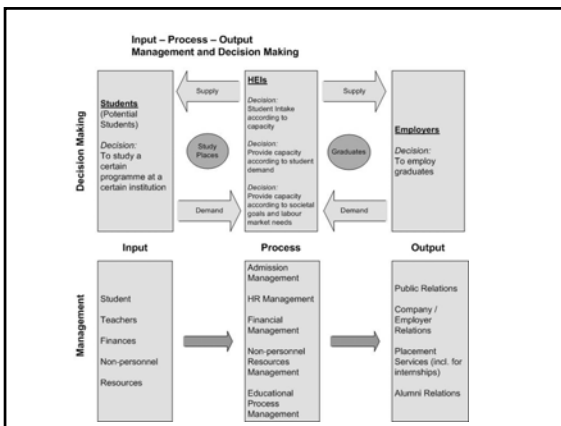 Input – Process – Output
Management and Decision Making
Decision Making
Students
(Potential
Students)
Decision:
To study a
certain
programme at a
certain institution
Supply
Study
Places
Demand
HEIs
Decision:
Student Intake
according to
capacity
Decision:
Provide capacity
according to student
demand
Decision:
Provide capacity
according to societal
goals and labour
market needs
Supply
Graduates
Demand
Employers
Decision:
To employ
graduates
Input
Process
Output
Management
Student
Teachers
Finances
Non-personnel
Resources
Admission
Management
HR Management
Financial
Management
Non-personnel
Resources
Management
Educational
Process
Management
Public Relations
Company /
Employer
Relations
Placement
Services (incl. for
internships)
Alumni Relations